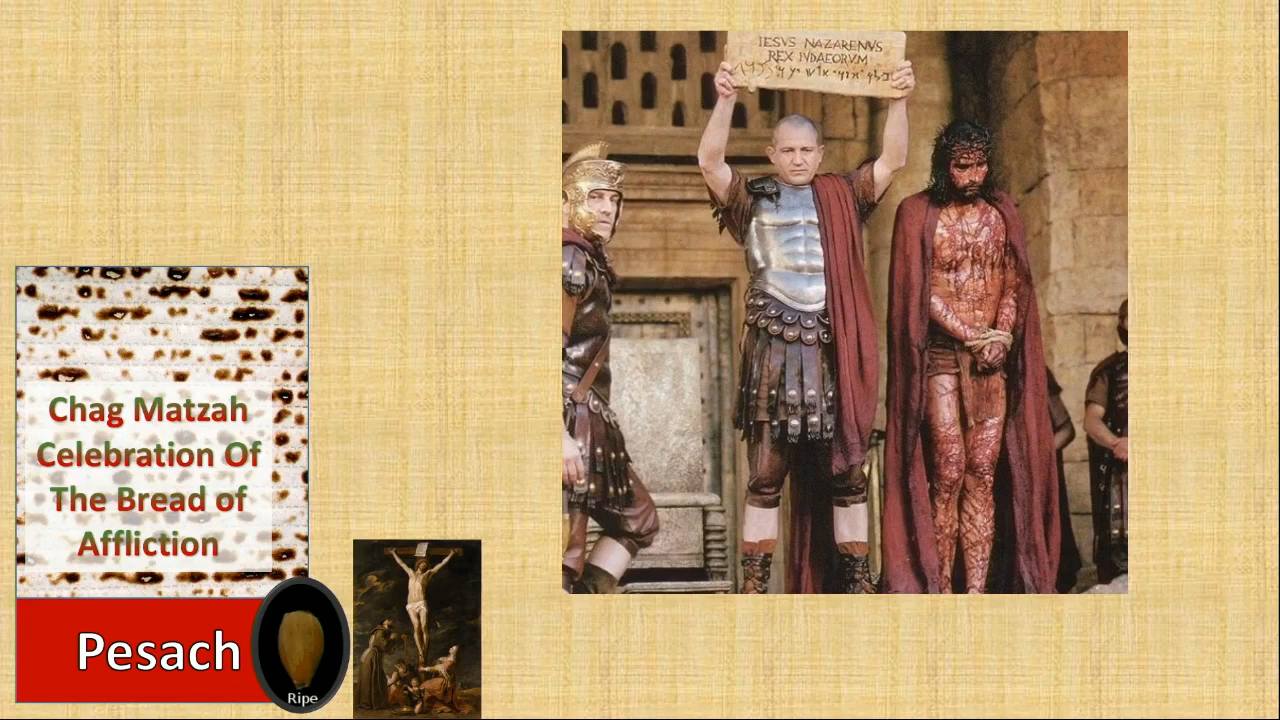 IESVS NAZARENVS
REX IVDAEORVM
Chag Matzah
Celebration Of
The Bread of
Affliction
Pesach
Ripe